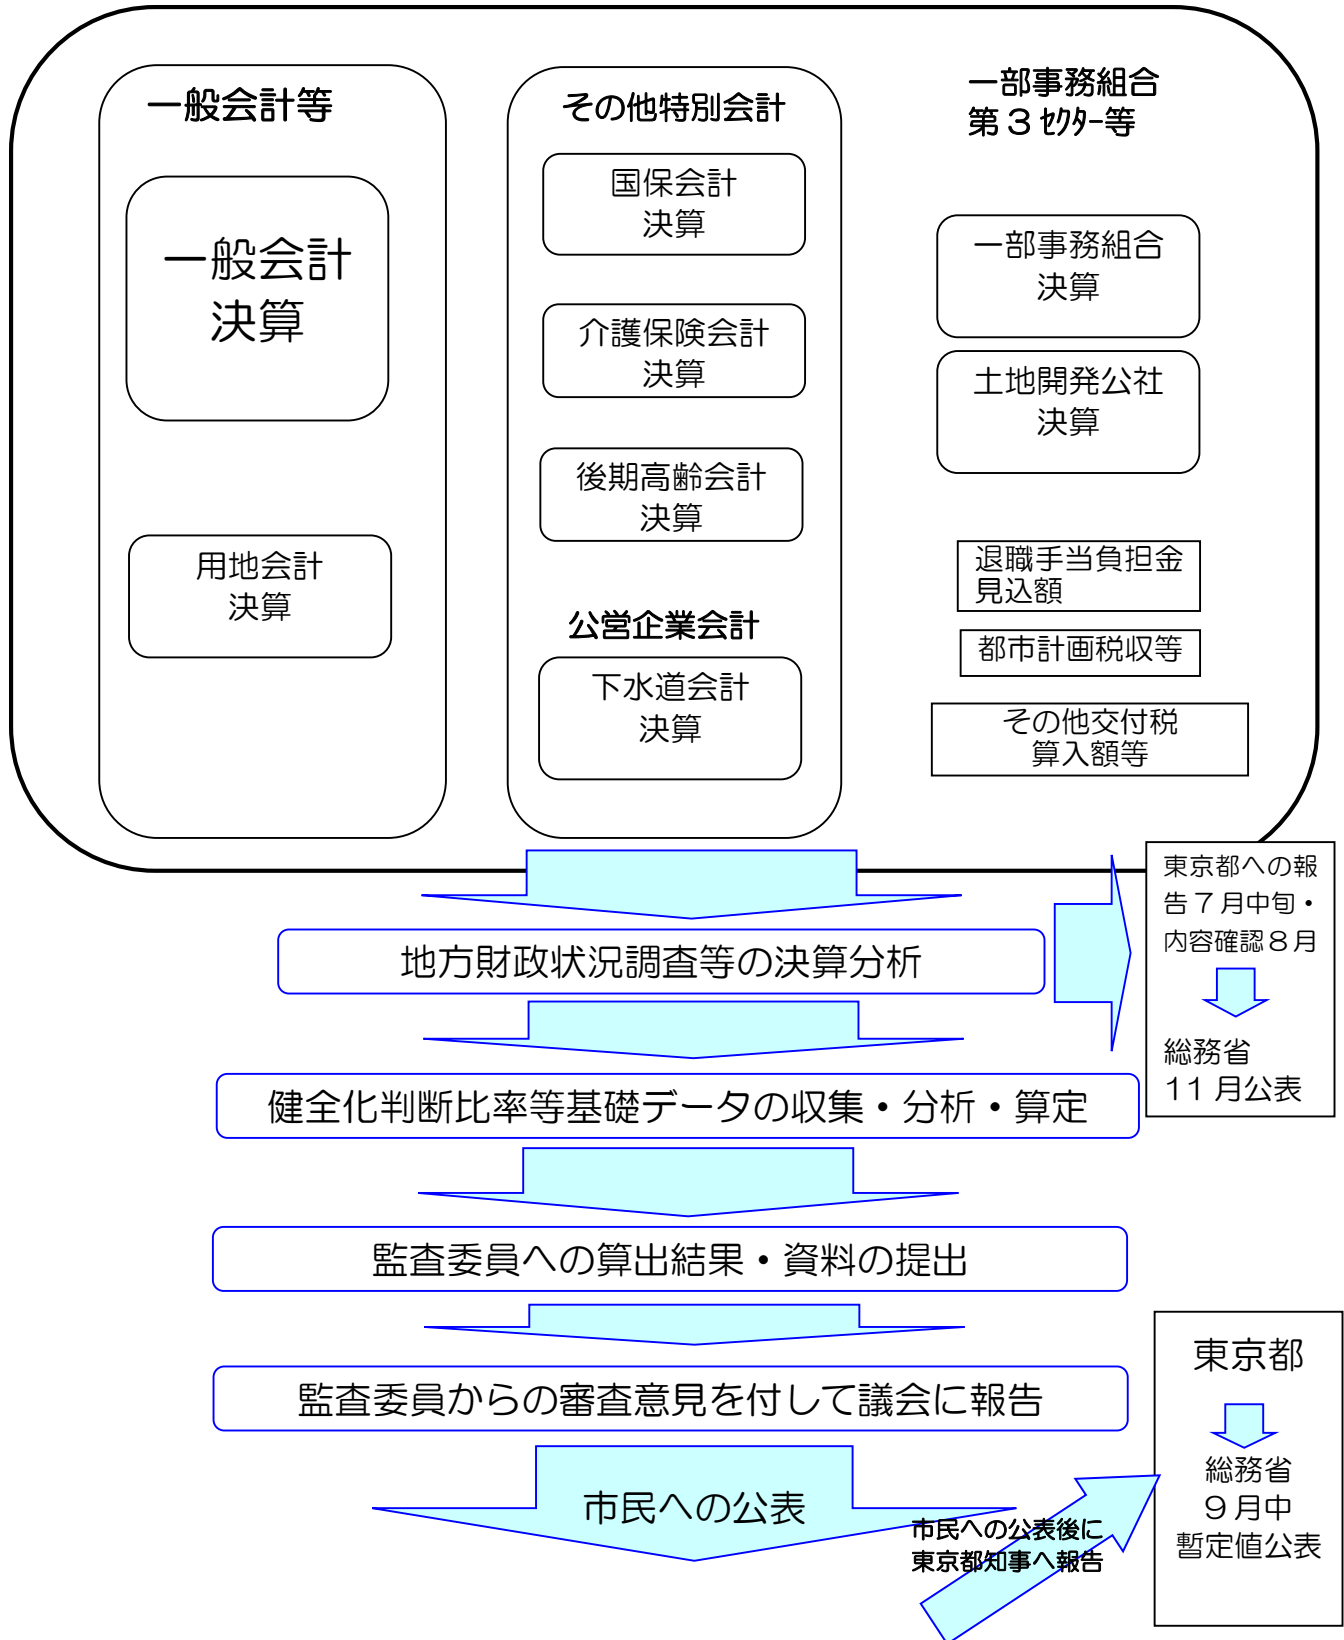 一般会計等
一般会計
決算
用地会計
決算
その他特別会計
国保会計
決算
介護保険会計
決算
後期高齢会計
決算
公営企業会計
下水道会計
決算
一部事務組合
第３ｾｸﾀｰ等
一部事務組合
決算
土地開発公社
決算
退職手当負担金
見込額
都市計画税収等
その他交付税
算入額等
地方財政状況調査等の決算分析
東京都への報
告７月中旬・
内容確認８月
総務省
11月公表
健全化判断比率等基礎データの収集・分析・算定
監査委員への算出結果・資料の提出
監査委員からの審査意見を付して議会に報告
市民への公表
市民への公表後に
東京都知事へ報告
東京都
総務省
９月中
暫定値公表